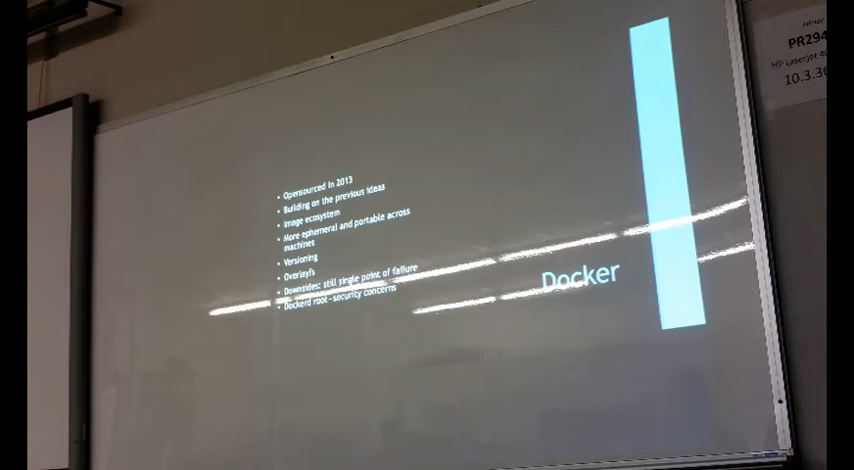 • Opensourced in 2013
• Building on the previous ideas
• Image ecosystem
• More ephemeral and portable across
machines
• Versioning
• Overlayfs
• Downsides: still single point of failure
• Dockerd root-security concerns
Docker
PR294
HP Laserjet
10.3.3